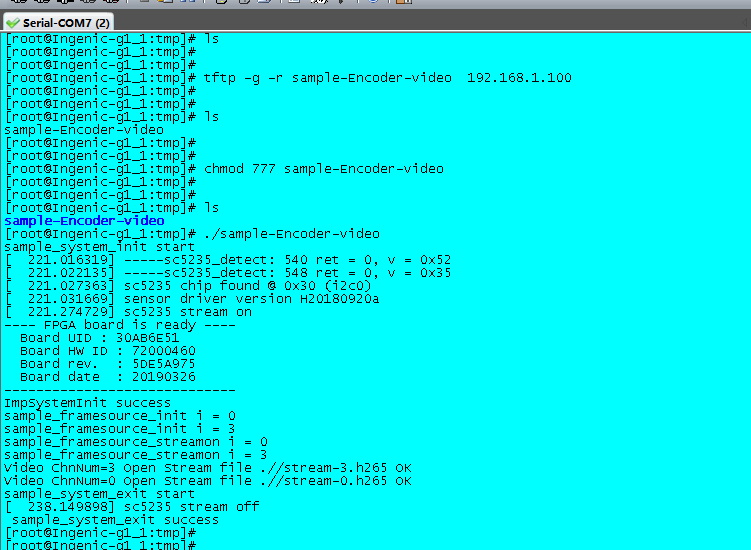 Serial-COM7 (2)
[root@Ingenic-g1_1:tmp]# ls
[root@Ingenic-g1_1:tmp]#
[root@Ingenic-g1_1:tmp]#
[root@Ingenic-g1_1:tmp]# tftp -g -r sample-Encoder-video  192.168.1.100
[root@Ingenic-g1_1:tmp]#
[root@Ingenic-g1_1:tmp]#
[root@Ingenic-g1_1:tmp]# ls
sample-Encoder-video
[root@Ingenic-g1_1:tmp]#
[root@Ingenic-g1_1:tmp]#
[root@Ingenic-g1_1:tmp]# chmod 777 sample-Encoder-video
[root@Ingenic-g1_1:tmp]#
[root@Ingenic-g1_1:tmp]#
[root@Ingenic-g1_1:tmp]# ls
sample-Encoder-video
[root@Ingenic-g1_1:tmp]# ./sample-Encoder-video
sample_system_init start
[  221.016319] -----sc5235_detect: 540 ret = 0, v = 0x52
[  221.022135] -----sc5235_detect: 548 ret = 0, v = 0x35
[  221.027363] sc5235 chip found @ 0x30 (i2c0)
[  221.031669] sensor driver version H20180920a
[  221.274729] sc5235 stream on
---- FPGA board is ready ----
  Board UID : 30AB6E51
  Board HW ID : 72000460
  Board rev.  : 5DE5A975
  Board date  : 20190326
-----------------------------
ImpSystemInit success
sample_framesource_init i = 0
sample_framesource_init i = 3
sample_framesource_streamon i = 0
sample_framesource_streamon i = 3
Video ChnNum=3 Open Stream file .//stream-3.h265 OK
Video ChnNum=0 Open Stream file .//stream-0.h265 OK
sample_system_exit start
[  238.149898] sc5235 stream off
 sample_system_exit success
[root@Ingenic-g1_1:tmp]#
[root@Ingenic-g1_1:tmp]#